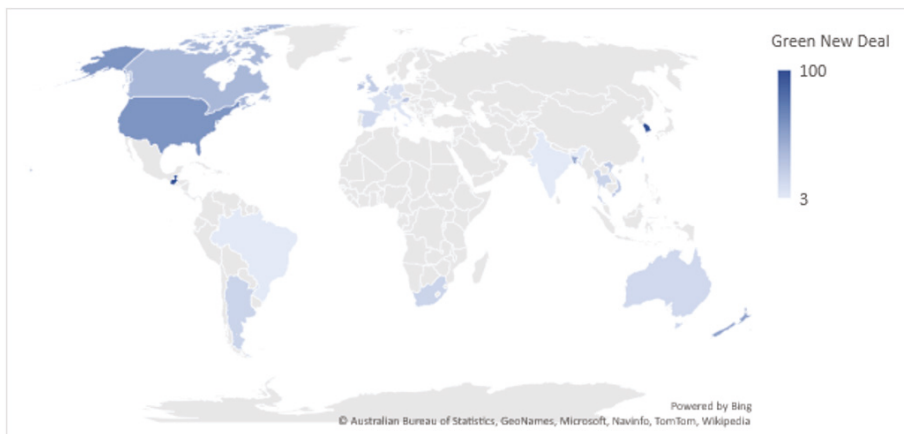 Green New Deal
100
3
Powered by Bing
© Australian Bureau of Statistics, GeoNames, Microsoft, Navinfo, TomTom, Wikipedia